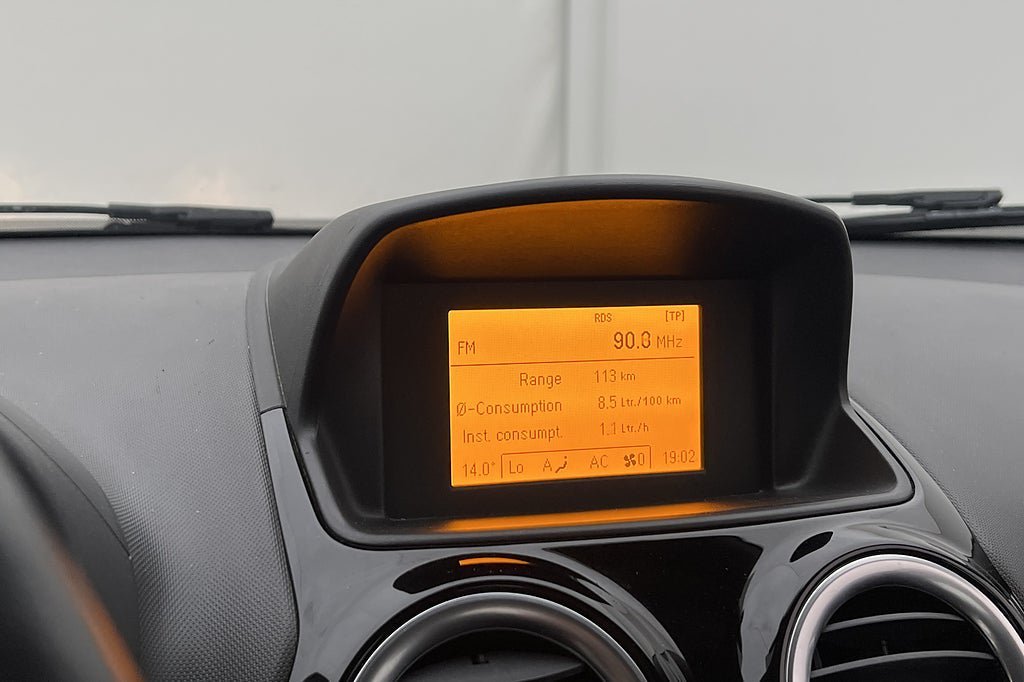 RDS [TP]
FM 90.3 MHz
Range 113 km
Ø-Consumption 8.5 Ltr./100 km
Inst. consumpt. 1.1 Ltr./h
14.0° Lo A AC 0 19:02